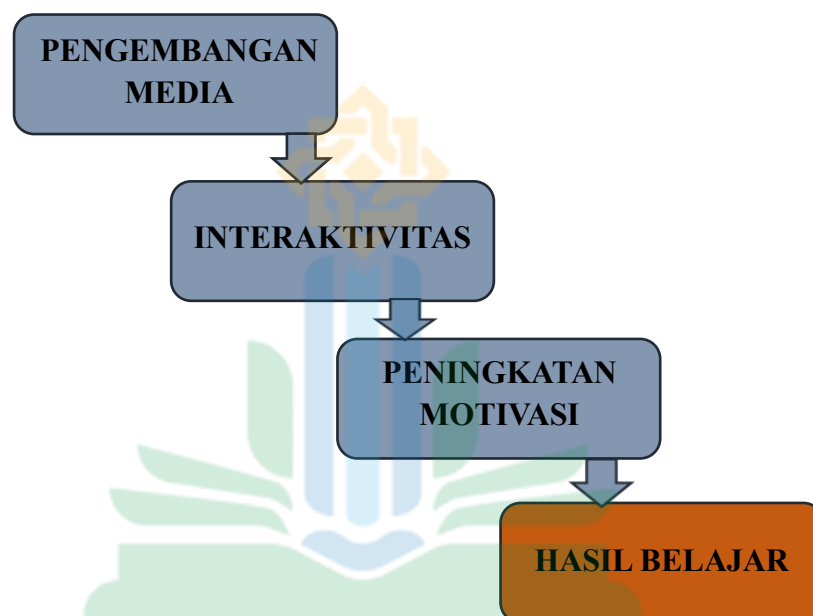 PENGEMBANGAN
MEDIA
INTERAKTIVITAS
PENINGKATAN
MOTIVASI
HASIL BELAJAR